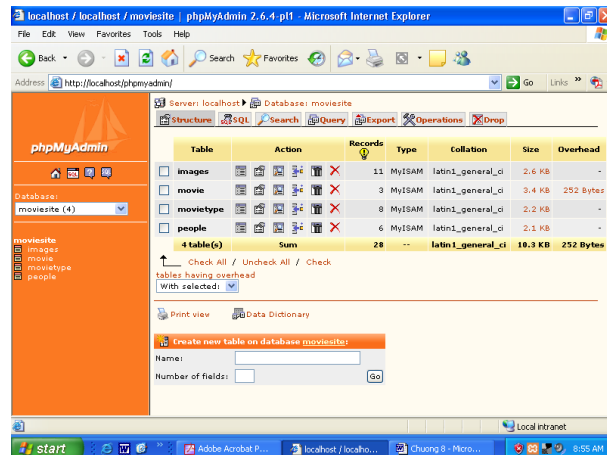 localhost / localhost / moviesite | phpMyAdmin 2.6.4-pl1 - Microsoft Internet Explorer
File Edit View Favorites Tools Help
Back Search Favorites
Address http://localhost/phpmyadmin/ Go Links »
phpMyAdmin
Database:
moviesite (4)
moviesite
images
movie
movietype
people
Server: localhost Database: moviesite
Structure SQL Search Query Export Operations Drop
Table Action Records Type Collation Size Overhead
images 11 MyISAM latin1_general_ci 2.6 KB -
movie 3 MyISAM latin1_general_ci 3.4 KB 252 Bytes
movietype 8 MyISAM latin1_general_ci 2.2 KB -
people 6 MyISAM latin1_general_ci 2.1 KB -
4 table(s) Sum 28 -- latin1_general_ci 10.3 KB 252 Bytes
Check All / Uncheck All / Check
tables having overhead
With selected:
Print view Data Dictionary
Create new table on database moviesite:
Name:
Number of fields: Go
Local intranet
start » Adobe Acrobat P... localhost / localho... Chuong 8 - Micro... 8:55 AM